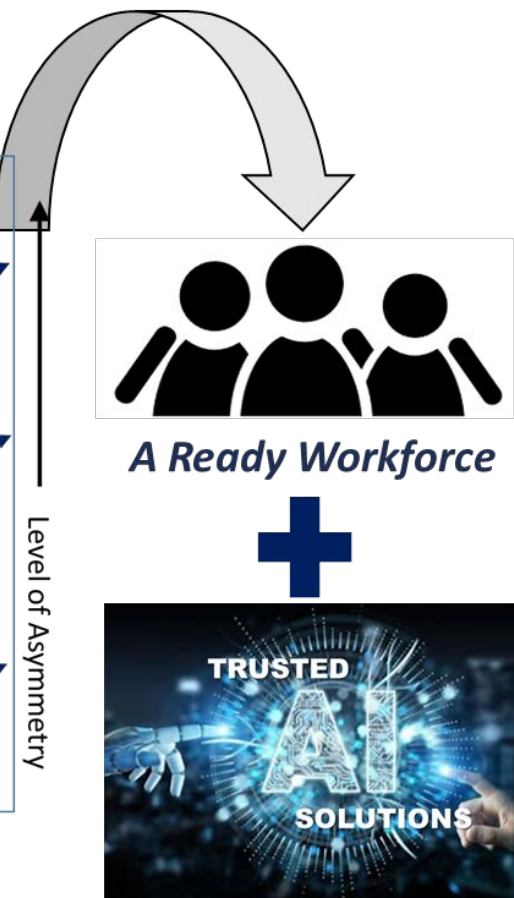 A Ready Workforce
Level of Asymmetry
TRUSTED
AI
SOLUTIONS